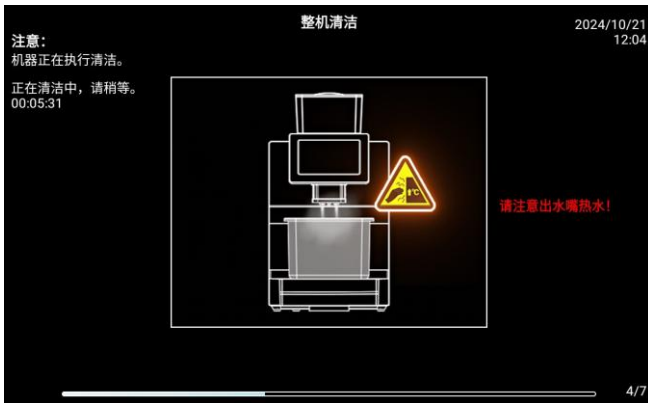 整机清洁
2024/10/21
12:04
注意：
机器正在执行清洁。
正在清洁中，请稍等。
00:05:31
℃
请注意出水嘴热水！
4/7